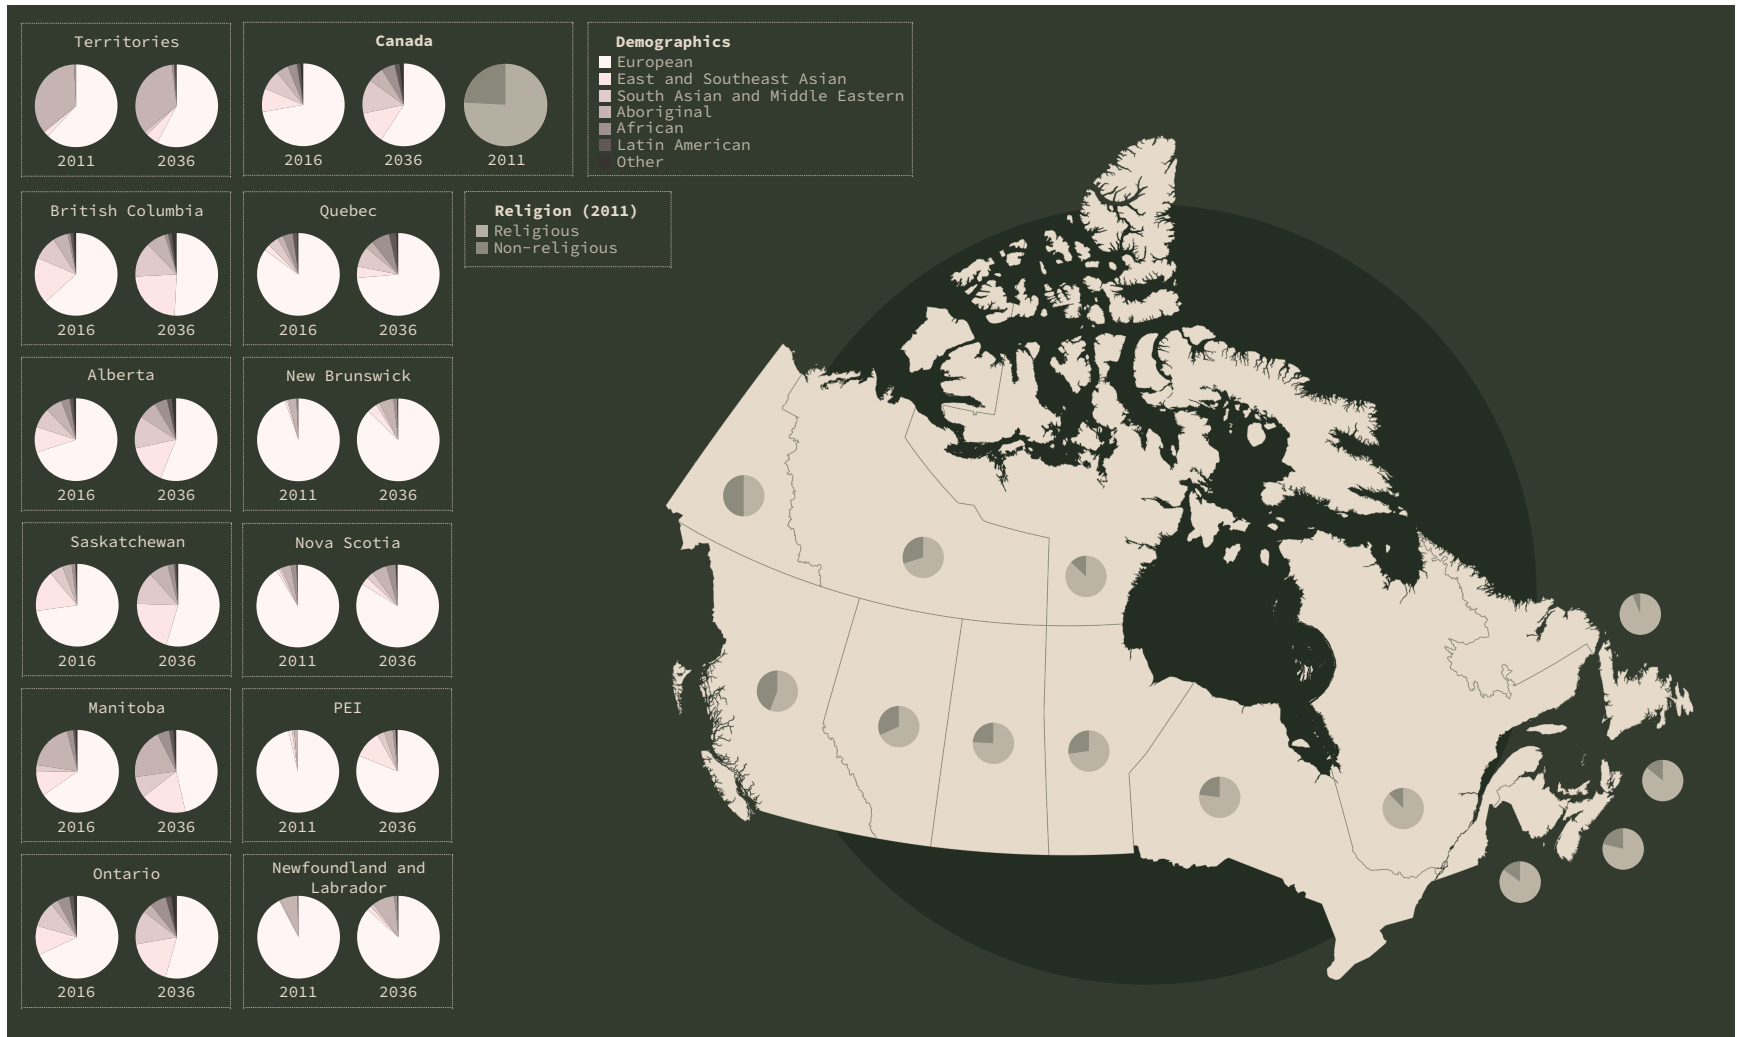 Territories
2011 2036
Canada
2016 2036 2011
Demographics
European
East and Southeast Asian
South Asian and Middle Eastern
Aboriginal
African
Latin American
Other
British Columbia
2016 2036
Quebec
2016 2036
Religion (2011)
Religious
Non-religious
Alberta
2016 2036
New Brunswick
2011 2036
Saskatchewan
2016 2036
Nova Scotia
2011 2036
Manitoba
2016 2036
PEI
2011 2036
Ontario
2016 2036
Newfoundland and
Labrador
2011 2036